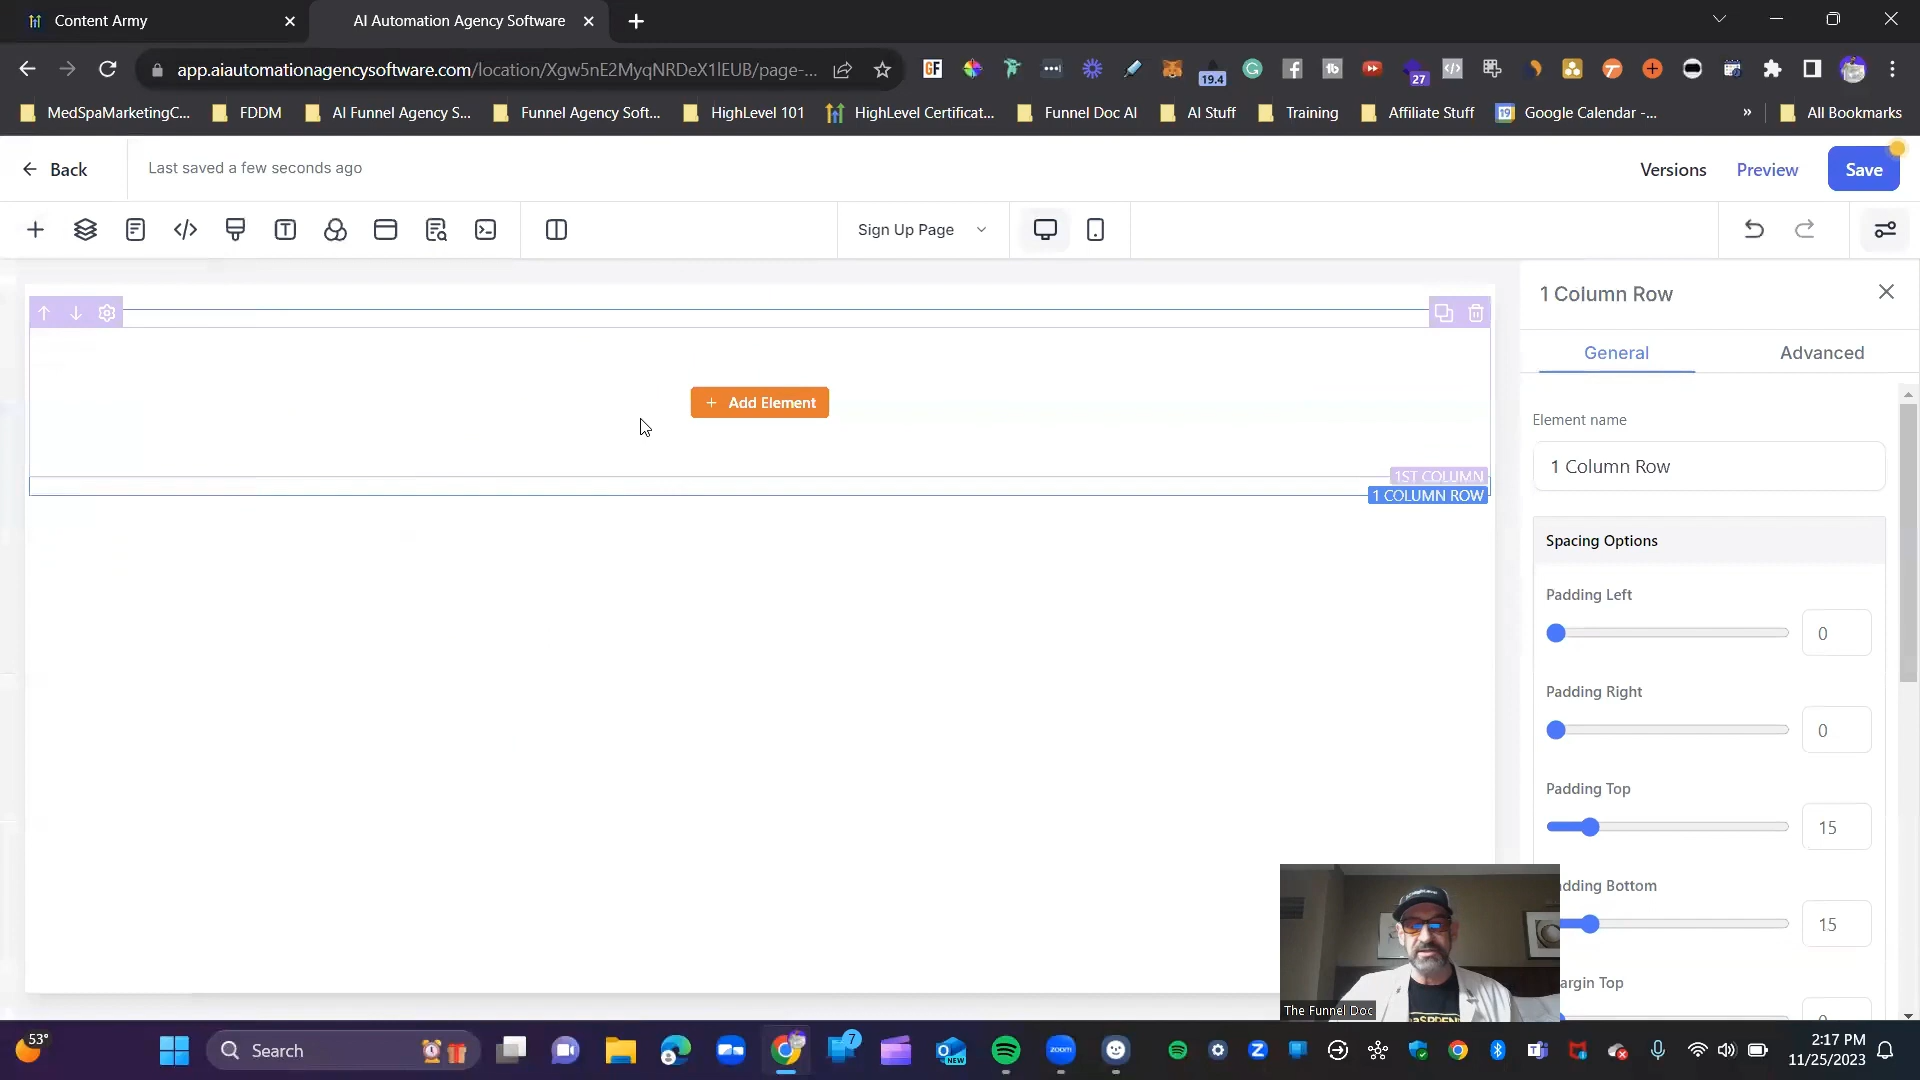 Content Army
AI Automation Agency Software
app.aiautomationagencysoftware.com/location/Xgw5nE2MyqNRDeX1lEUB/page-...
GF
19.4
27
MedSpaMarketingC...
FDDM
AI Funnel Agency S...
Funnel Agency Soft...
HighLevel 101
HighLevel Certificat...
Funnel Doc AI
AI Stuff
Training
Affiliate Stuff
Google Calendar -...
»
All Bookmarks
Back
Last saved a few seconds ago
Versions
Preview
Save
Sign Up Page
1 Column Row
General
Advanced
+ Add Element
Element name
1 Column Row
1ST COLUMN
1 COLUMN ROW
Spacing Options
Padding Left
0
Padding Right
0
Padding Top
15
dding Bottom
15
argin Top
The Funnel Doc
53°
Search
7
NEW
zoom
2:17 PM
11/25/2023